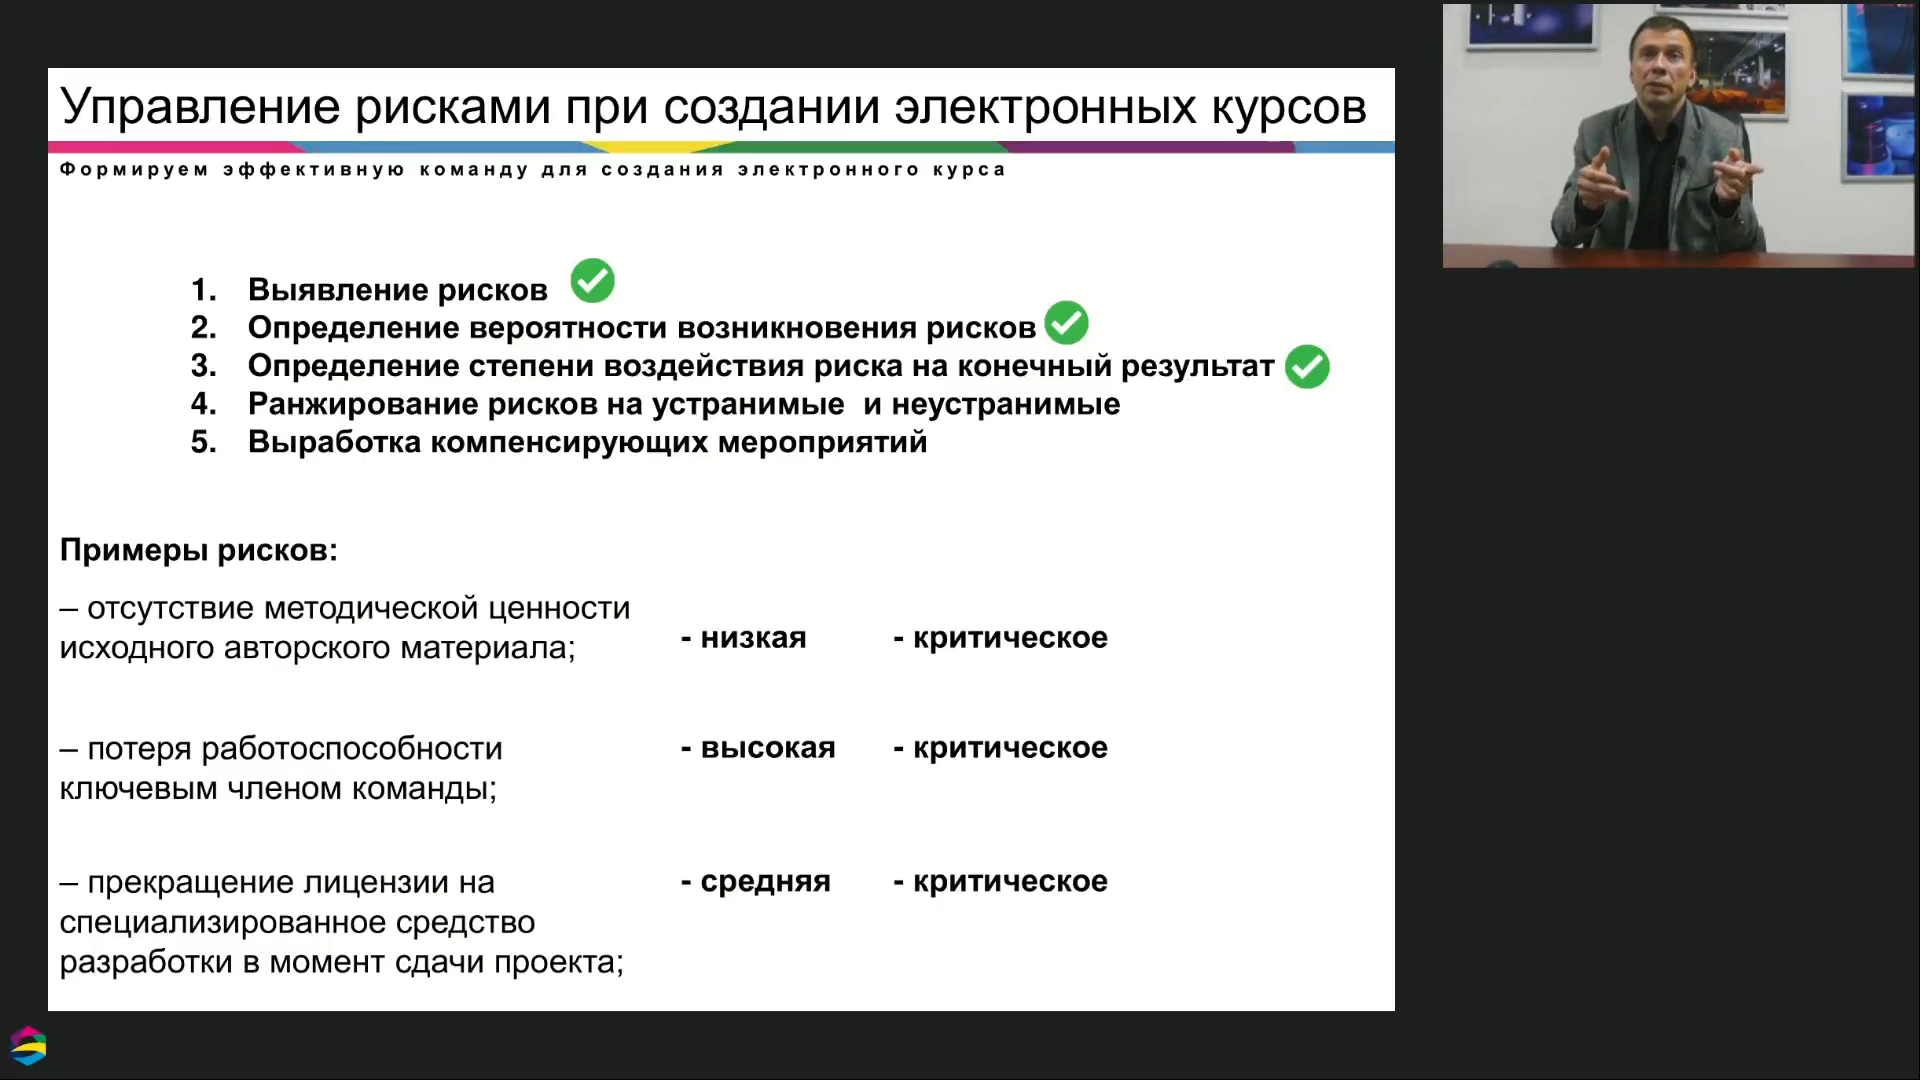 Управление рисками при создании электронных курсов
Формируем эффективную команду для создания электронного курса
1. Выявление рисков
2. Определение вероятности возникновения рисков
3. Определение степени воздействия риска на конечный результат
4. Ранжирование рисков на устранимые и неустранимые
5. Выработка компенсирующих мероприятий
Примеры рисков:
– отсутствие методической ценности
исходного авторского материала;
- низкая - критическое
– потеря работоспособности
ключевым членом команды;
- высокая - критическое
– прекращение лицензии на
специализированное средство
разработки в момент сдачи проекта;
- средняя - критическое